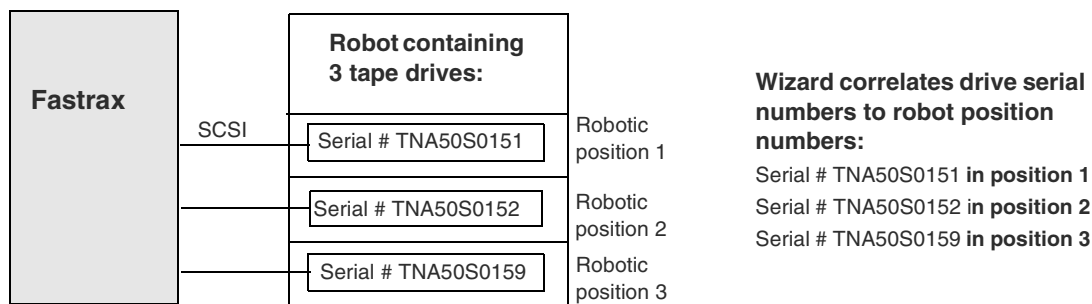 Fastrax
SCSI
Robot containing
3 tape drives:
Serial # TNA50S0151
Robotic
position 1
Serial # TNA50S0152
Robotic
position 2
Serial # TNA50S0159
Robotic
position 3
Wizard correlates drive serial
numbers to robot position
numbers:
Serial # TNA50S0151 in position 1
Serial # TNA50S0152 in position 2
Serial # TNA50S0159 in position 3